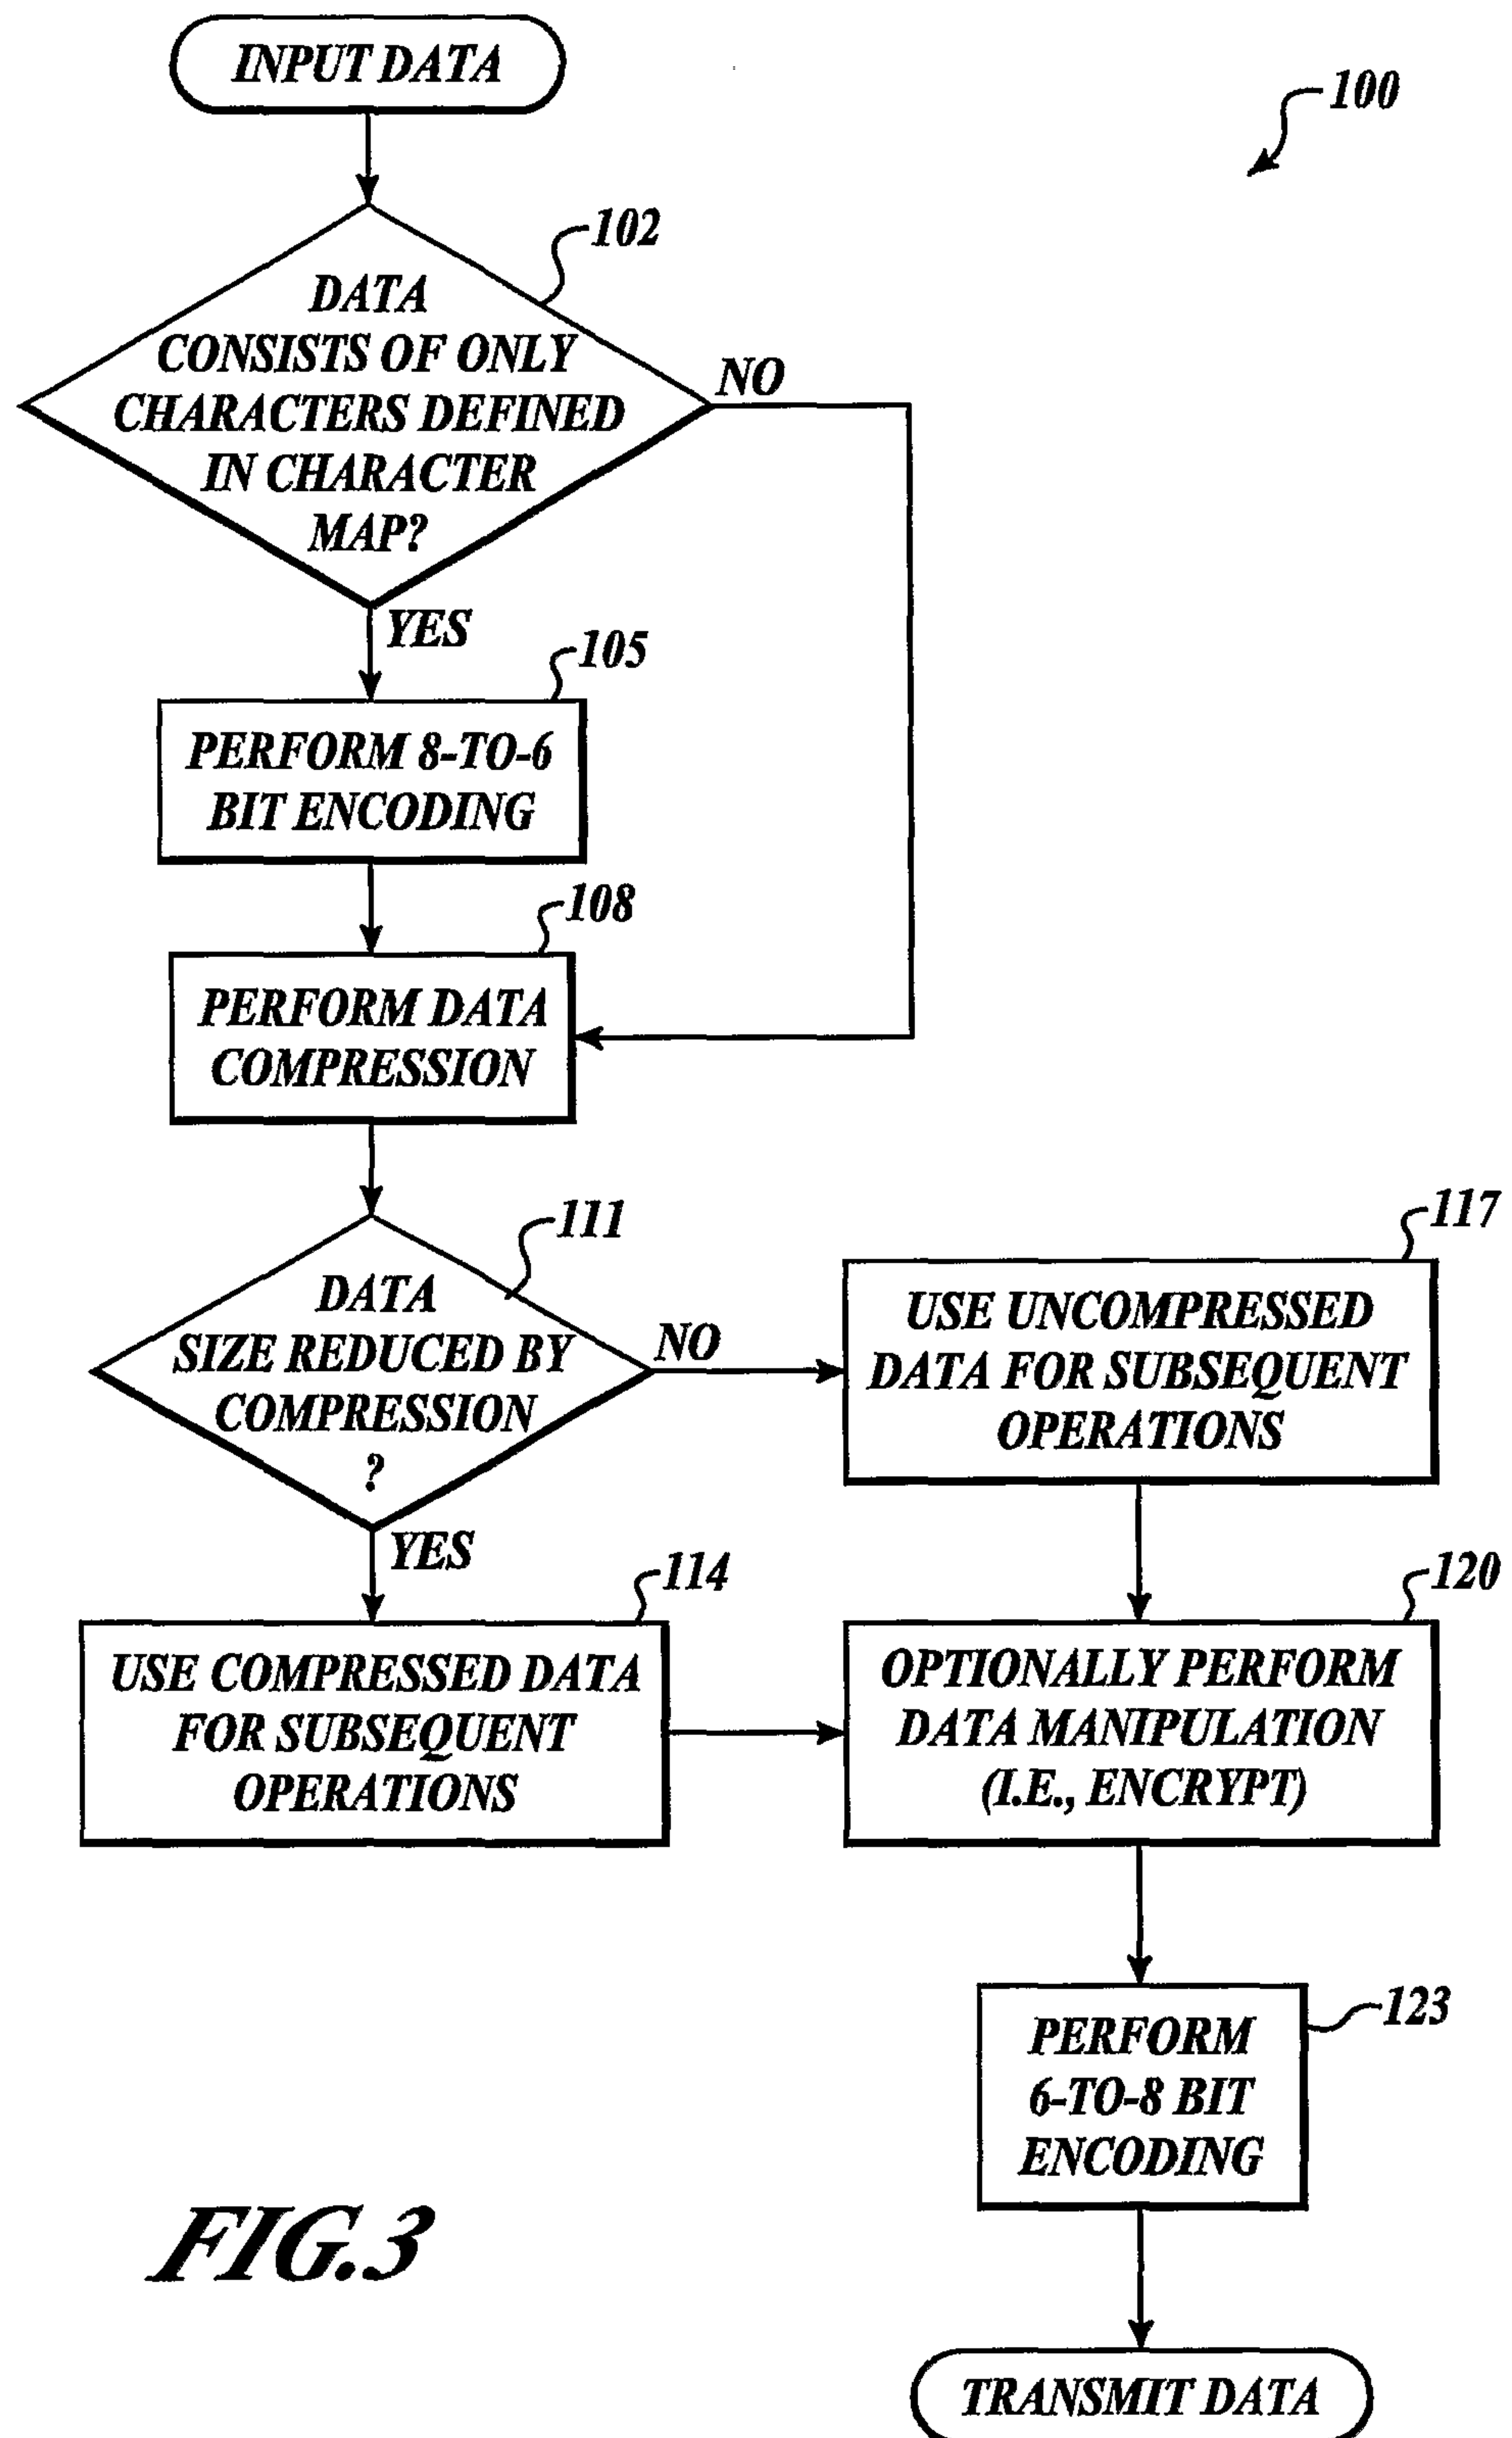 INPUT DATA
100
102
DATA
CONSISTS OF ONLY
CHARACTERS DEFINED
IN CHARACTER
MAP?
NO
YES
105
PERFORM 8-TO-6
BIT ENCODING
108
PERFORM DATA
COMPRESSION
111
DATA
SIZE REDUCED BY
COMPRESSION
?
NO
YES
117
USE UNCOMPRESSED
DATA FOR SUBSEQUENT
OPERATIONS
114
USE COMPRESSED DATA
FOR SUBSEQUENT
OPERATIONS
120
OPTIONALLY PERFORM
DATA MANIPULATION
(I.E., ENCRYPT)
123
PERFORM
6-TO-8 BIT
ENCODING
TRANSMIT DATA
FIG.3